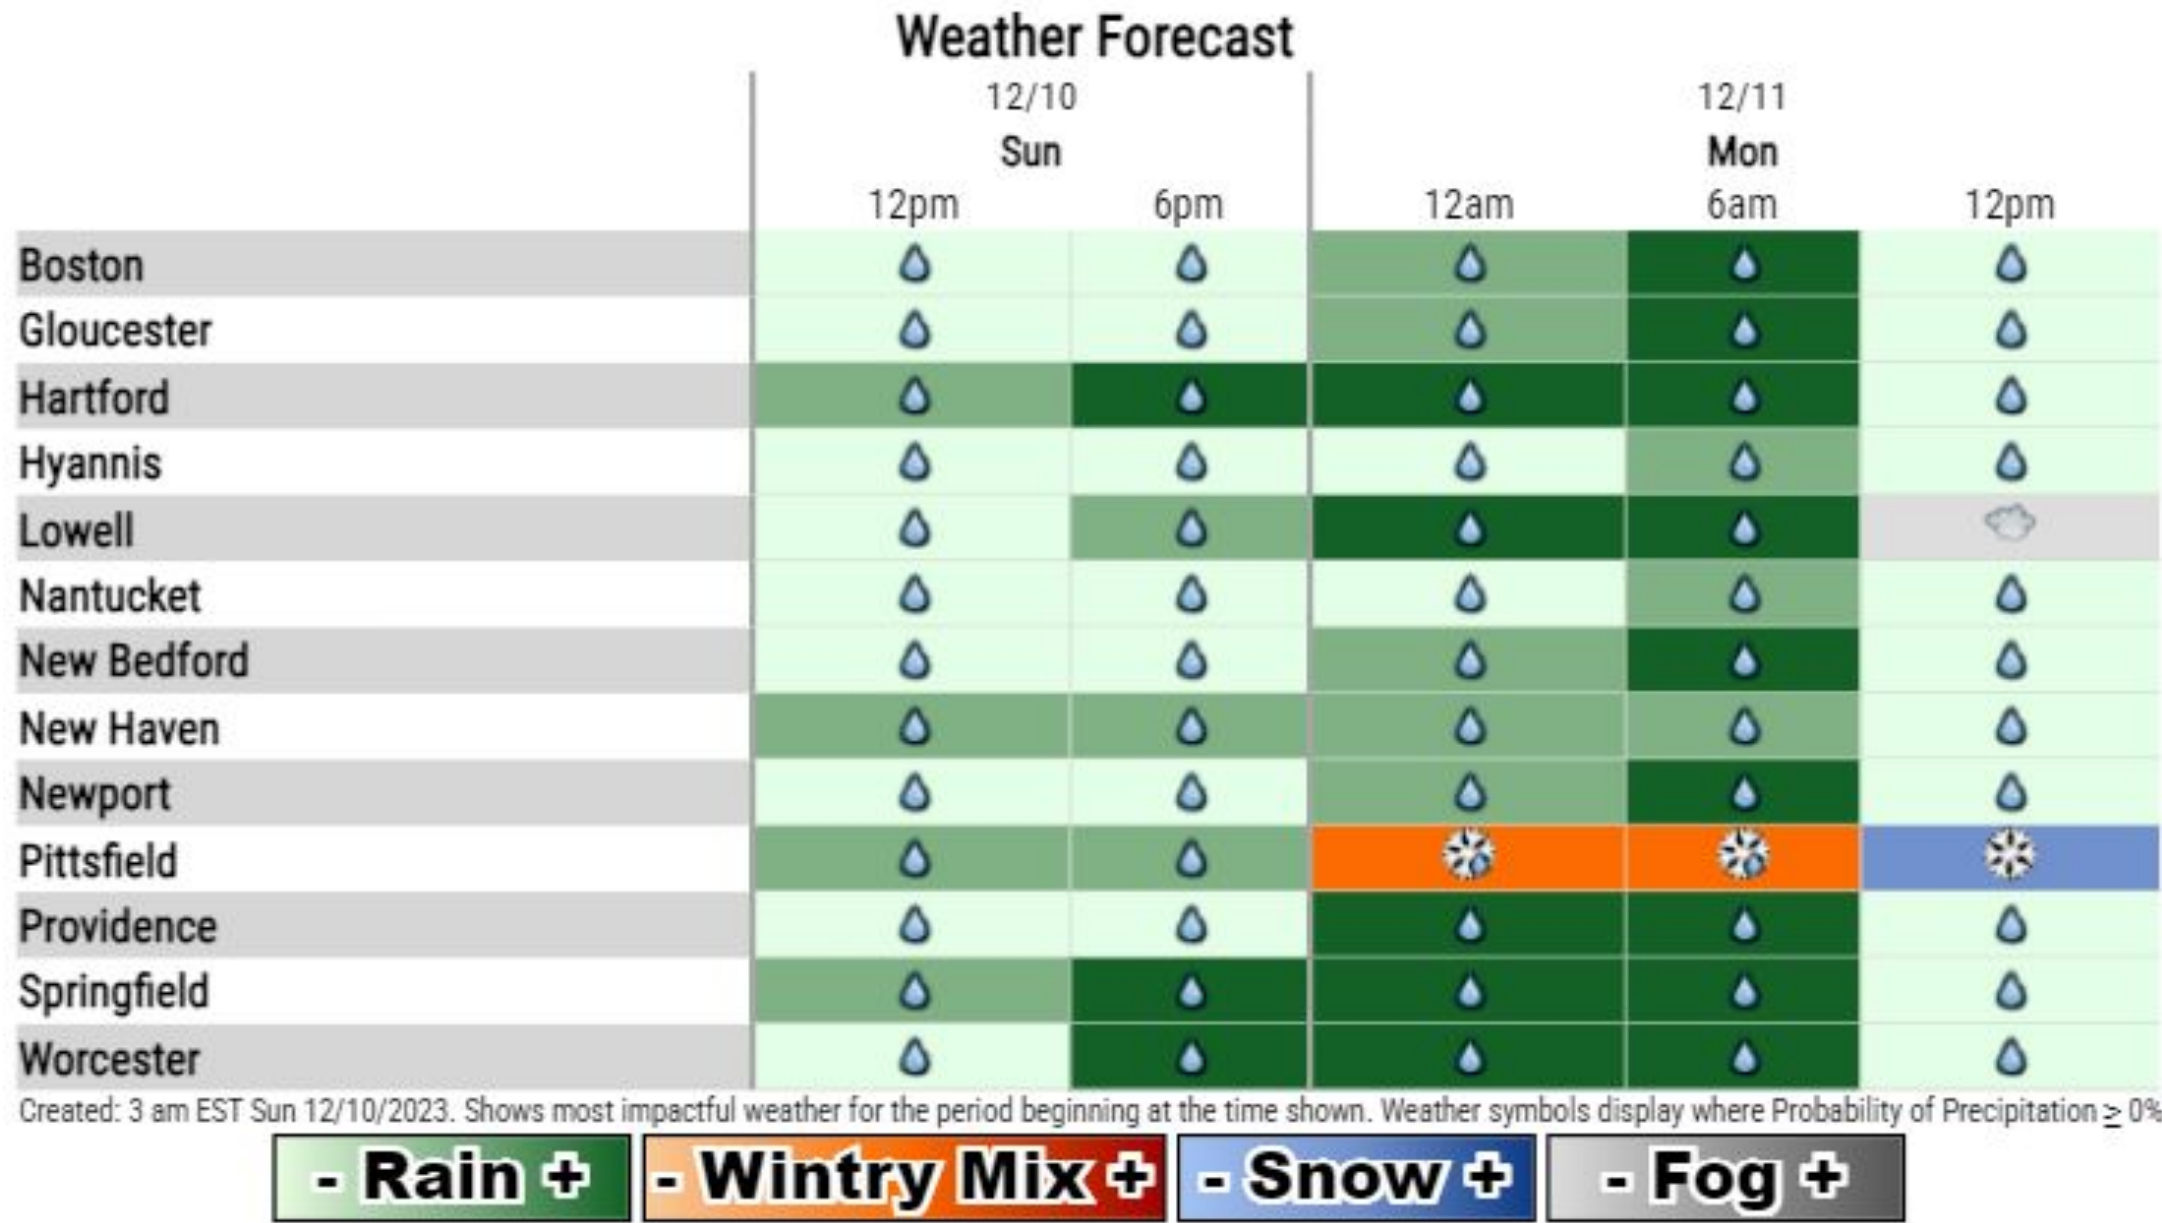 Weather Forecast
12/10 12/11
Sun Mon
12pm 6pm 12am 6am 12pm
Boston
Gloucester
Hartford
Hyannis
Lowell
Nantucket
New Bedford
New Haven
Newport
Pittsfield
Providence
Springfield
Worcester
Created: 3 am EST Sun 12/10/2023. Shows most impactful weather for the period beginning at the time shown. Weather symbols display where Probability of Precipitation ≥ 0%
- Rain + - Wintry Mix + - Snow + - Fog +